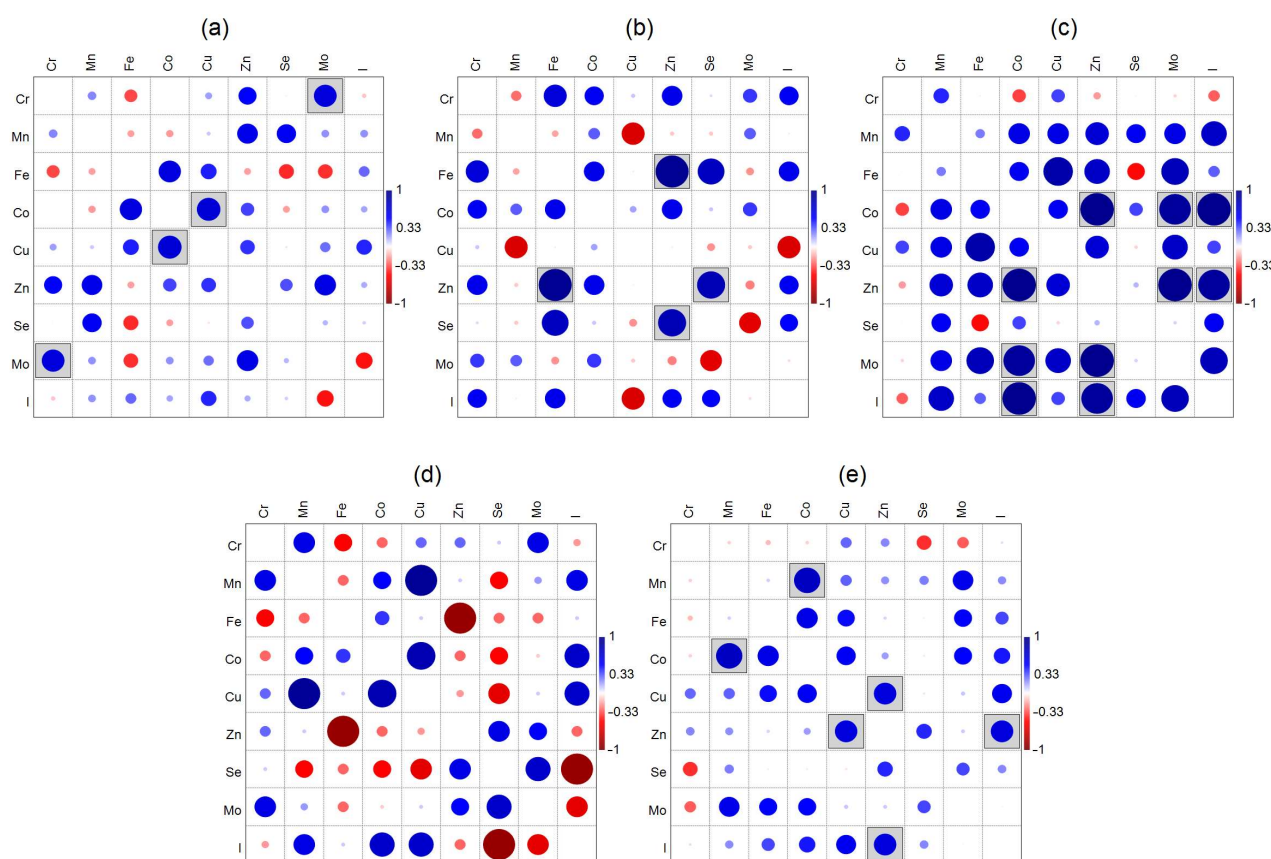 (a) (b) (c)
Cr Mn Fe Co Cu Zn Se Mo I Cr Mn Fe Co Cu Zn Se Mo I Cr Mn Fe Co Cu Zn Se Mo I
Cr Cr Cr
Mn Mn Mn
Fe Fe Fe
1 1 1
Co Co Co
0.33 0.33 0.33
Cu Cu Cu
-0.33 -0.33 -0.33
Zn Zn Zn
-1 -1 -1
Se Se Se
Mo Mo Mo
I I I
(d) (e)
Cr Mn Fe Co Cu Zn Se Mo I Cr Mn Fe Co Cu Zn Se Mo I
Cr Cr
Mn Mn
Fe Fe
1 1
Co Co
0.33 0.33
Cu Cu
-0.33 -0.33
Zn Zn
-1 -1
Se Se
Mo Mo
I I